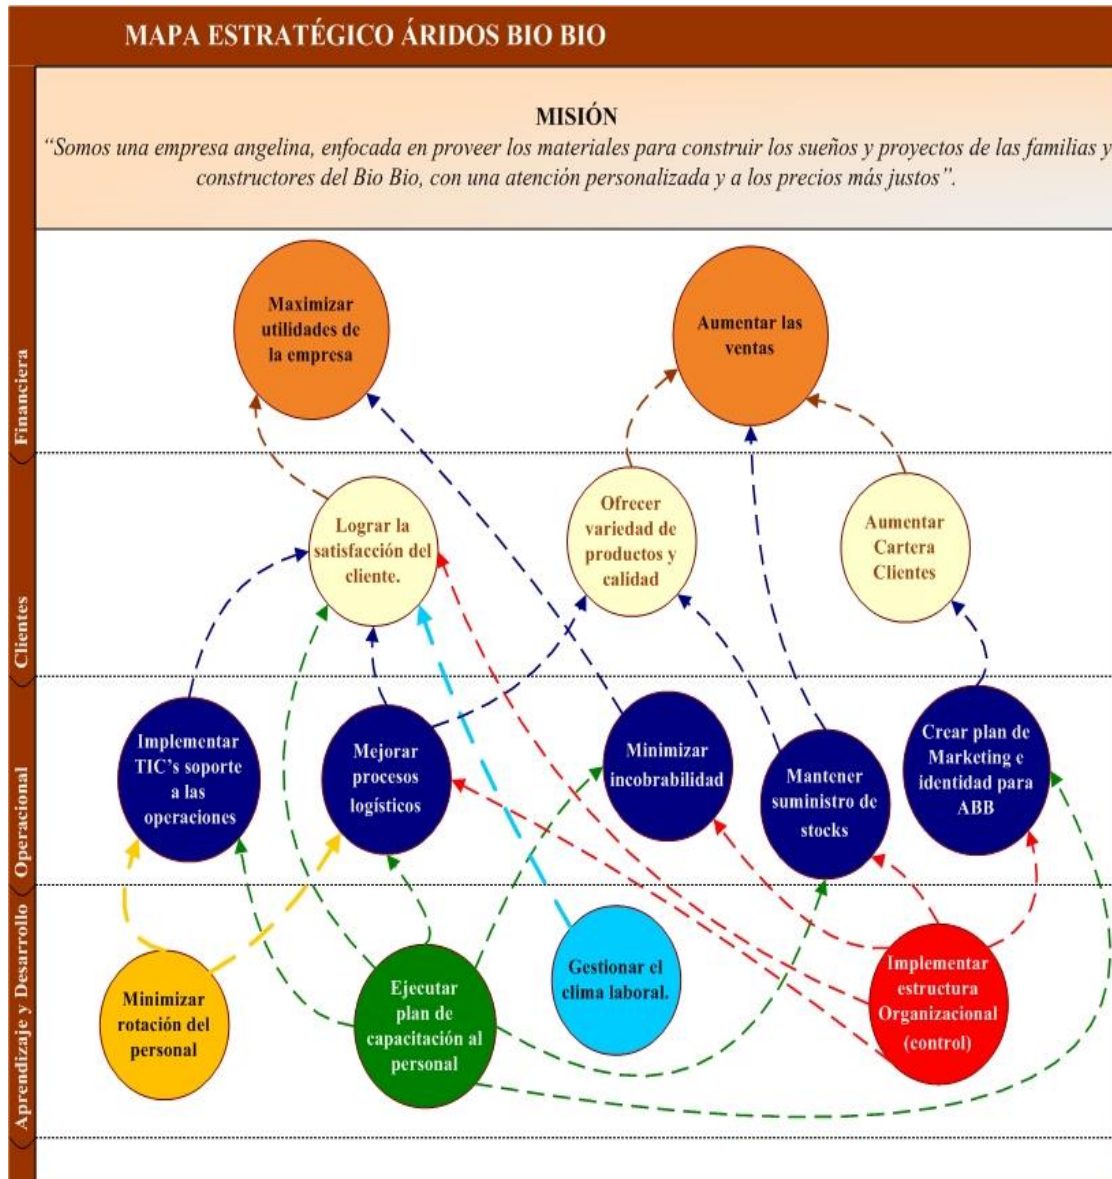 MAPA ESTRATÉGICO ÁRIDOS BIO BIO
MISIÓN
“Somos una empresa angelina, enfocada en proveer los materiales para construir los sueños y proyectos de las familias y
constructores del Bio Bio, con una atención personalizada y a los precios más justos”.
Financiera
Maximizar
utilidades de
la empresa
Aumentar las
ventas
Clientes
Lograr la
satisfacción del
cliente.
Ofrecer
variedad de
productos y
calidad
Aumentar
Cartera
Clientes
Operacional
Implementar
TIC’s soporte
a las
operaciones
Mejorar
procesos
logísticos
Minimizar
incobrabilidad
Mantener
suministro de
stocks
Crear plan de
Marketing e
identidad para
ABB
Aprendizaje y Desarrollo
Minimizar
rotación del
personal
Ejecutar
plan de
capacitación al
personal
Gestionar el
clima laboral.
Implementar
estructura
Organizacional
(control)